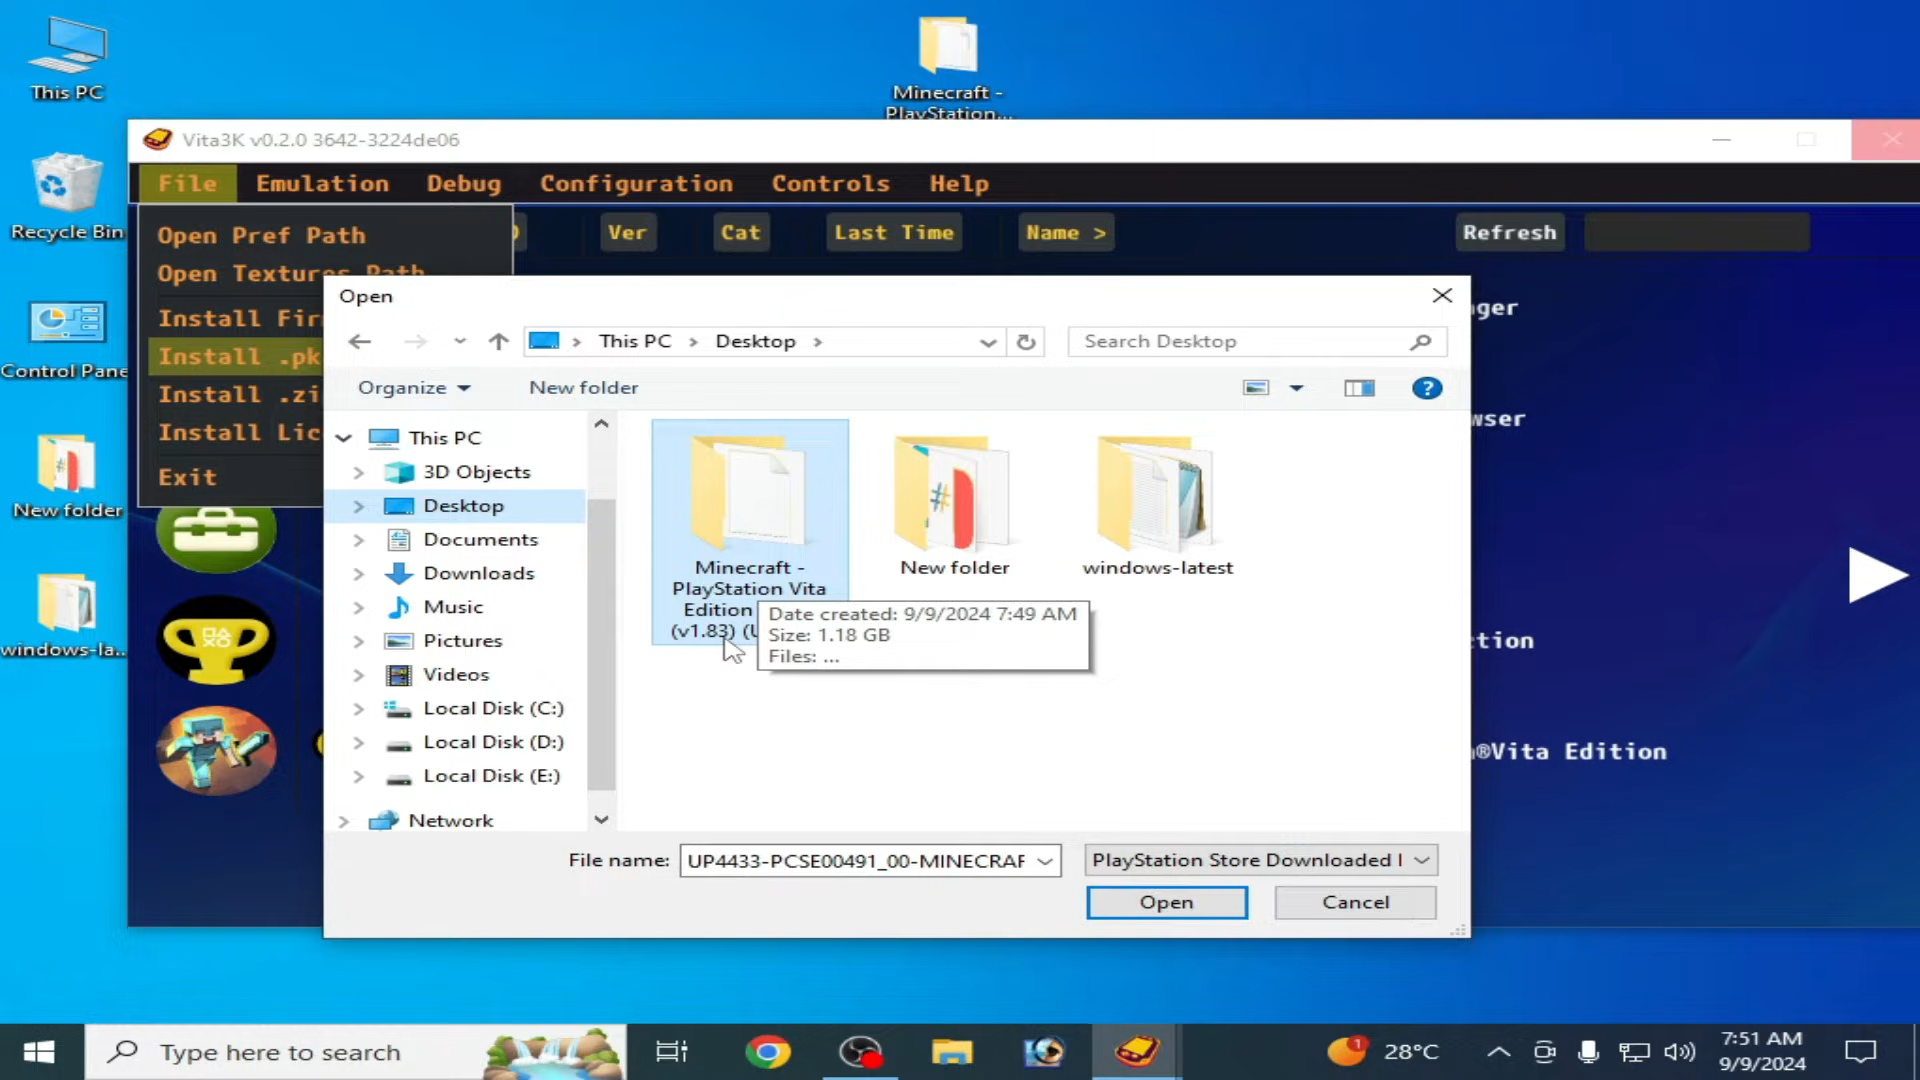 This PC
Recycle Bin
Control Pane
New folder
windows-la...
Minecraft -
PlayStation...
Vita3K v0.2.0 3642-3224de06
File Emulation Debug Configuration Controls Help
Ver Cat Last Time Name > Refresh
Open Pref Path
Open Textures Path
Install Fir
Install .pk
Install .zi
Install Lic
Exit
Open
This PC > Desktop >
Search Desktop
Organize New folder
This PC
3D Objects
Desktop
Documents
Downloads
Music
Pictures
Videos
Local Disk (C:)
Local Disk (D:)
Local Disk (E:)
Network
Minecraft -
PlayStation Vita
Edition
(v1.83) (U
New folder
windows-latest
Date created: 9/9/2024 7:49 AM
Size: 1.18 GB
Files: ...
File name: UP4433-PCSE00491_00-MINECRAF
PlayStation Store Downloaded
Open Cancel
ager
wser
ction
®Vita Edition
Type here to search
1
28°C
7:51 AM
9/9/2024